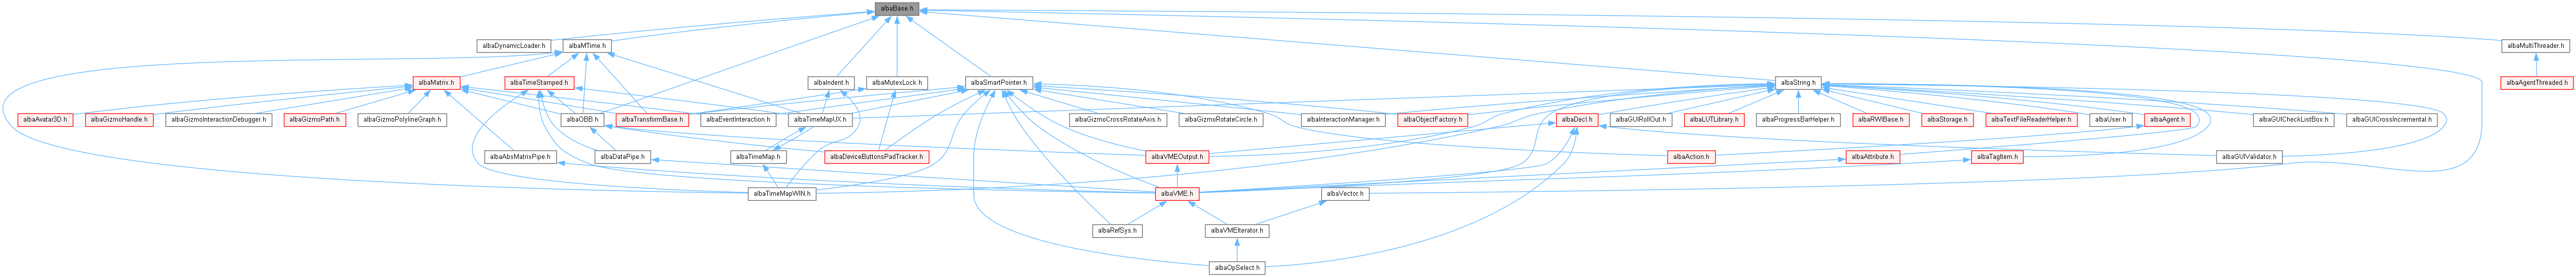 albaBase.h
albaDynamicLoader.h
albaMTime.h
albaMultiThreader.h
albaMatrix.h
albaTimeStamped.h
albaIndent.h
albaMutexLock.h
albaSmartPointer.h
albaString.h
albaAgentThreaded.h
albaAvatar3D.h
albaGizmoHandle.h
albaGizmoInteractionDebugger.h
albaGizmoPath.h
albaGizmoPolylineGraph.h
albaOBB.h
albaTransformBase.h
albaEventInteraction.h
albaTimeMapUX.h
albaGizmoCrossRotateAxis.h
albaGizmoRotateCircle.h
albaInteractionManager.h
albaObjectFactory.h
albaDecl.h
albaGUIRollOut.h
albaLUTLibrary.h
albaProgressBarHelper.h
albaRWIBase.h
albaStorage.h
albaTextFileReaderHelper.h
albaUser.h
albaAgent.h
albaGUICheckListBox.h
albaGUICrossIncremental.h
albaAbsMatrixPipe.h
albaDataPipe.h
albaTimeMap.h
albaDeviceButtonsPadTracker.h
albaVMEOutput.h
albaAction.h
albaAttribute.h
albaTagItem.h
albaGUIValidator.h
albaTimeMapWIN.h
albaVME.h
albaVector.h
albaRefSys.h
albaVMEIterator.h
albaOpSelect.h